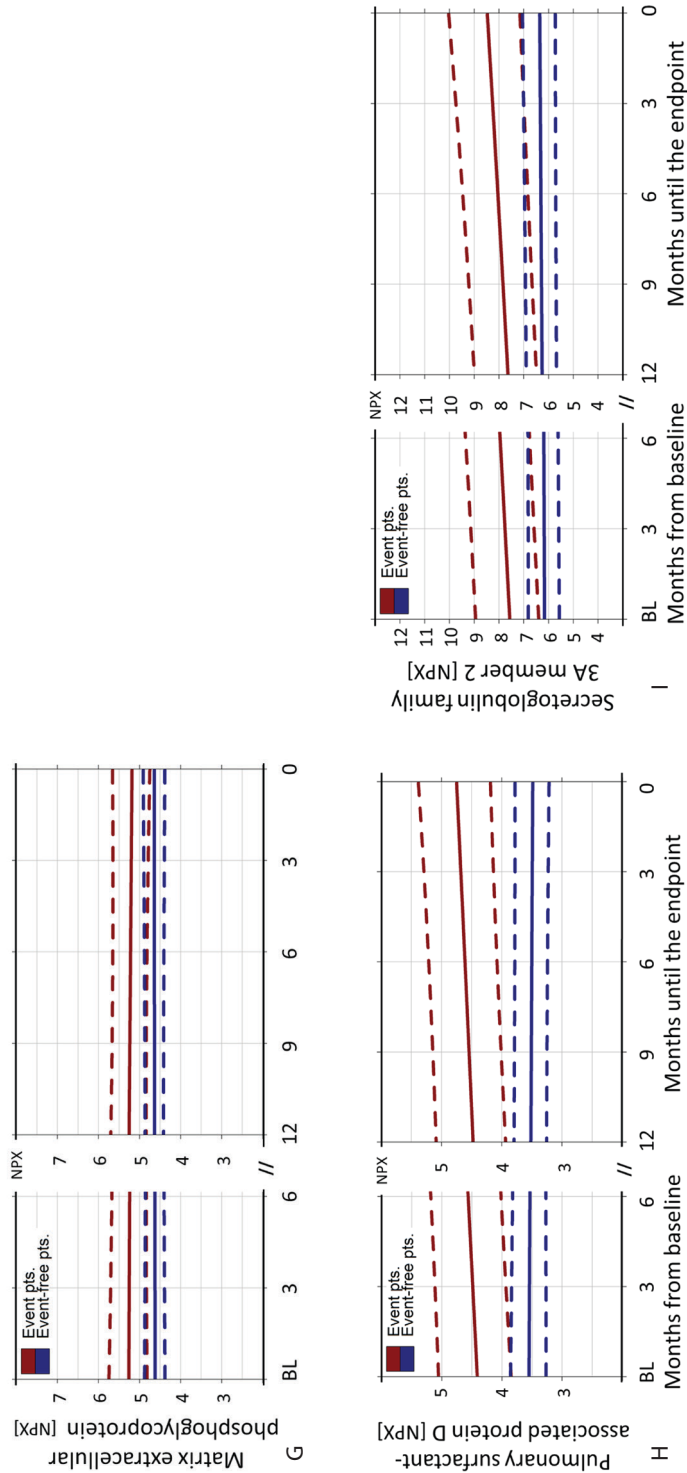 G
Matrix extracellular
phosphoglycoprotein [NPX]
Event pts.
Event-free pts.
NPX
7
6
5
4
3
7
6
5
4
3
//
BL
3
6
12
9
6
3
0
H
Pulmonary surfactant-
associated protein D [NPX]
Event pts.
Event-free pts.
NPX
5
4
3
5
4
3
//
BL
3
6
12
9
6
3
0
Months from baseline
Months until the endpoint
I
Secretoglobulin family
3A member 2 [NPX]
Event pts.
Event-free pts.
NPX
12
11
10
9
8
7
6
5
4
12
11
10
9
8
7
6
5
4
//
BL
3
6
12
9
6
3
0
Months from baseline
Months until the endpoint